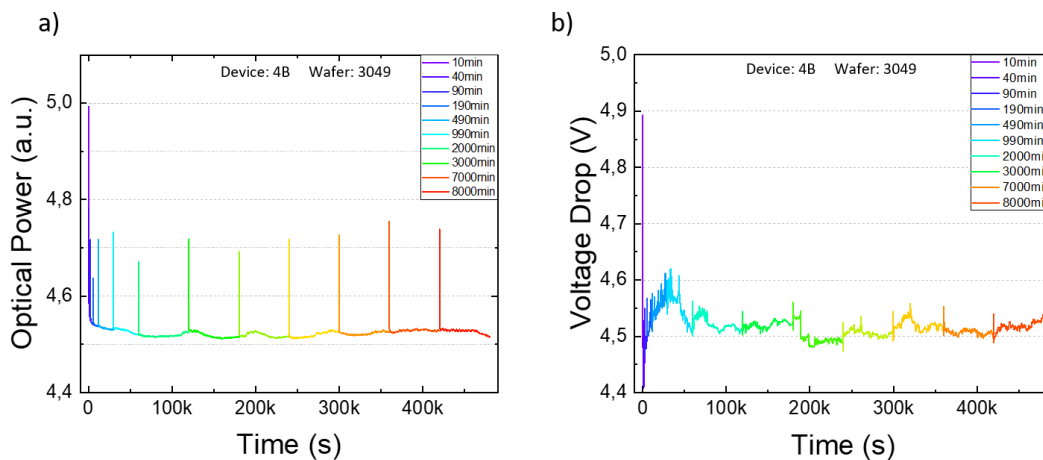 a)
Device: 4B Wafer: 3049
10min
40min
90min
190min
490min
990min
2000min
3000min
7000min
8000min
Optical Power (a.u.)
5,0
4,8
4,6
4,4
0 100k 200k 300k 400k
Time (s)
b)
Device: 4B Wafer: 3049
10min
40min
90min
190min
490min
990min
2000min
3000mi
7000min
8000mi
Voltage Drop (V)
5,0
4,9
4,8
4,7
4,6
4,5
4,4
0 100k 200k 300k 400k
Time (s)